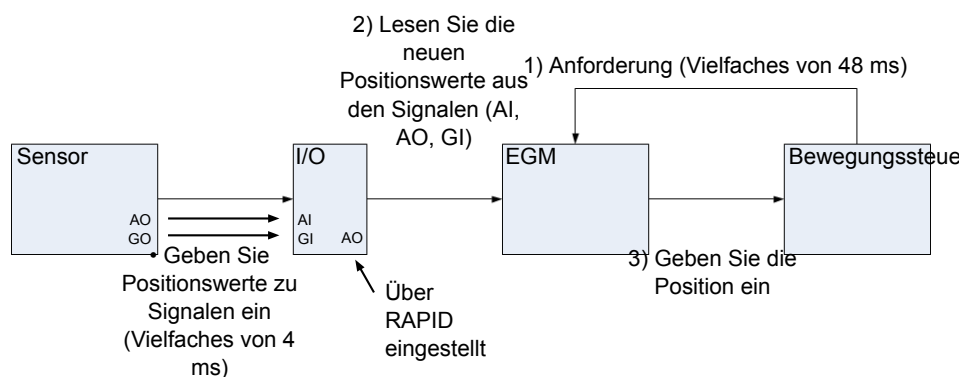 2) Lesen Sie die
neuen
Positionswerte aus
den Signalen (AI,
AO, GI)
1) Anforderung (Vielfaches von 48 ms)
Sensor
I/O
EGM
Bewegungssteue
AO
GO
AI
GI
AO
• Geben Sie
Positionswerte zu
Signalen ein
(Vielfaches von 4
ms)
Über
RAPID
eingestellt
3) Geben Sie die
Position ein